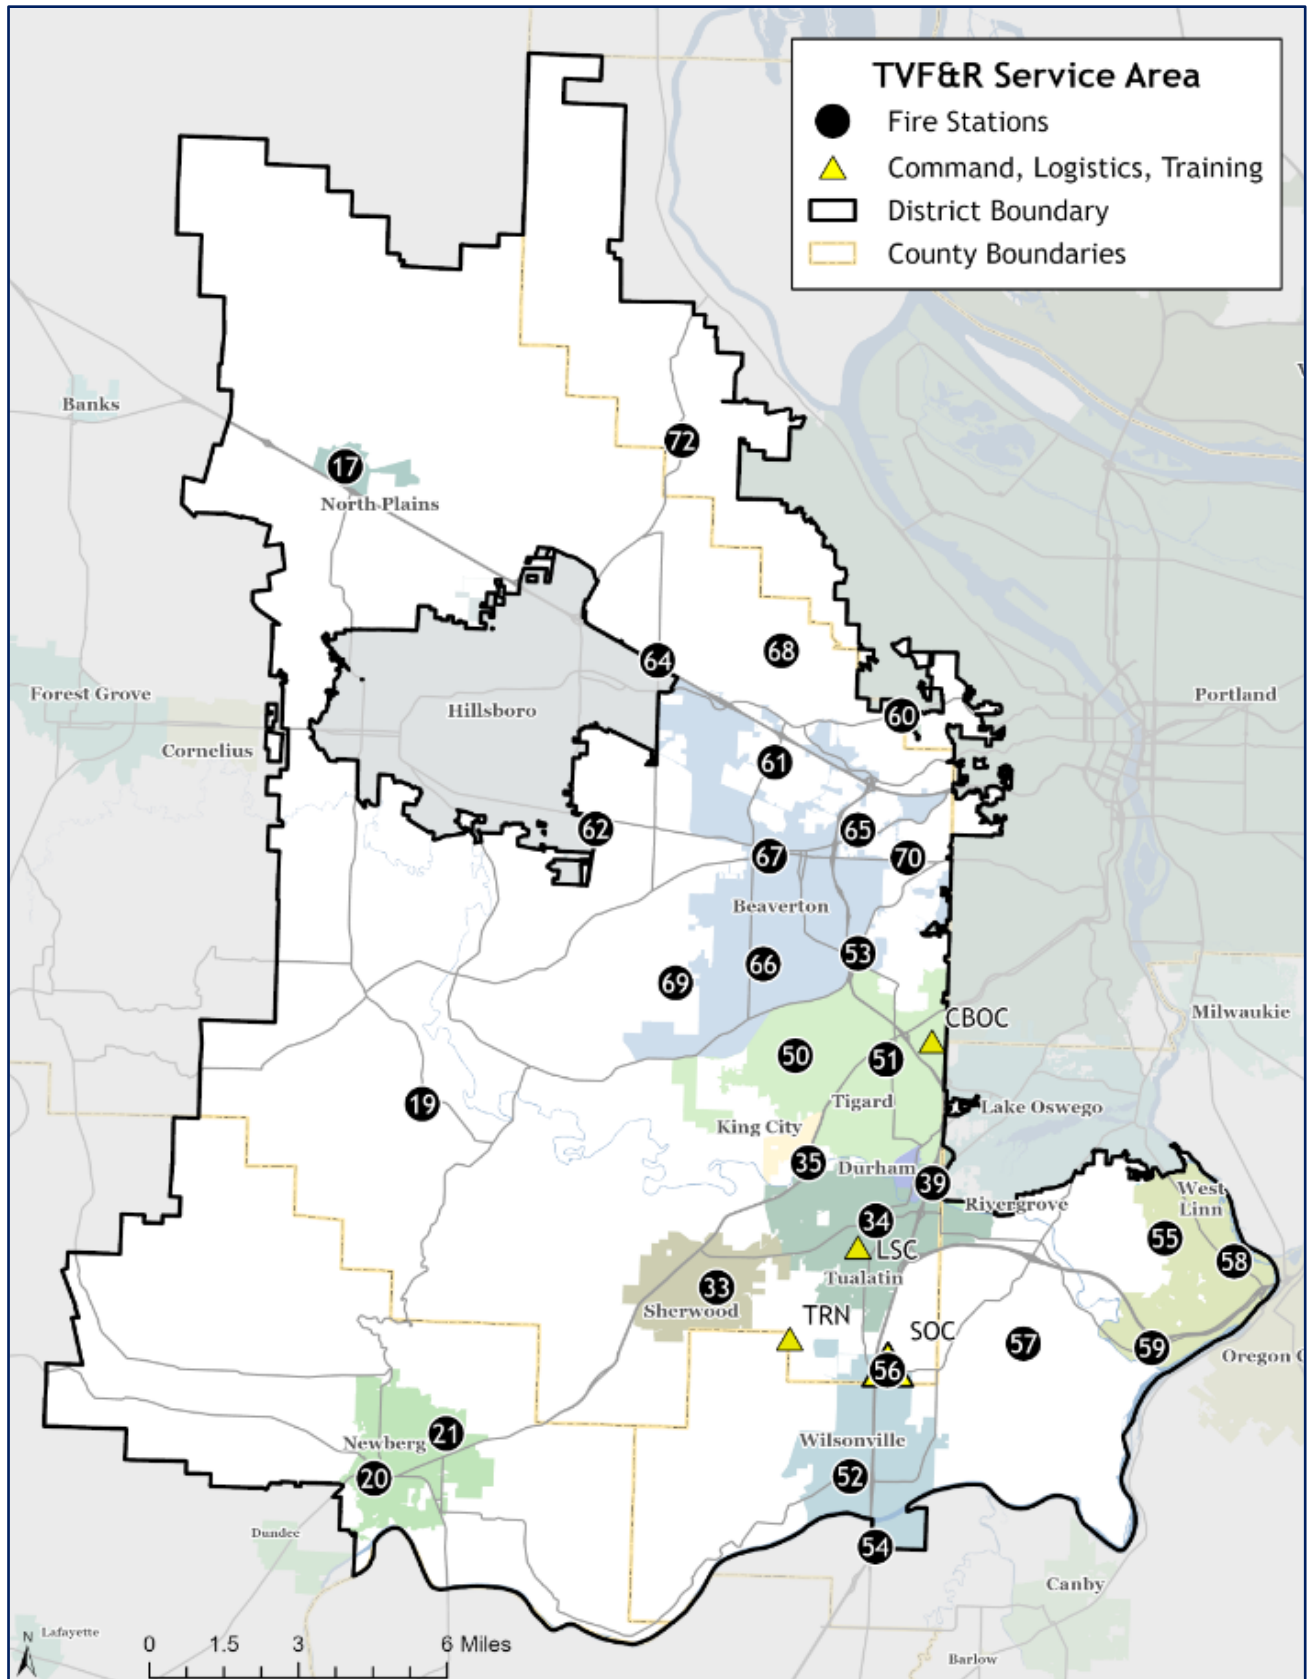 TVF&R Service Area
Fire Stations
Command, Logistics, Training
District Boundary
County Boundaries
Banks
72
17
North Plains
68
64
Forest Grove
Portland
Hillsboro
60
Cornelius
61
62
65
67
70
Beaverton
53
66
69
Milwaukie
CBOC
50
51
19
Tigard
Lake Oswego
King City
35
Durham
39
West
Linn
Rivergrove
34
55
LSC
58
Tualatin
33
Sherwood
TRN
SOC
57
59
Oregon C
56
21
Newberg
Wilsonville
20
52
Dundee
54
Canby
N
Lafayette
0 1.5 3 6 Miles
Barlow